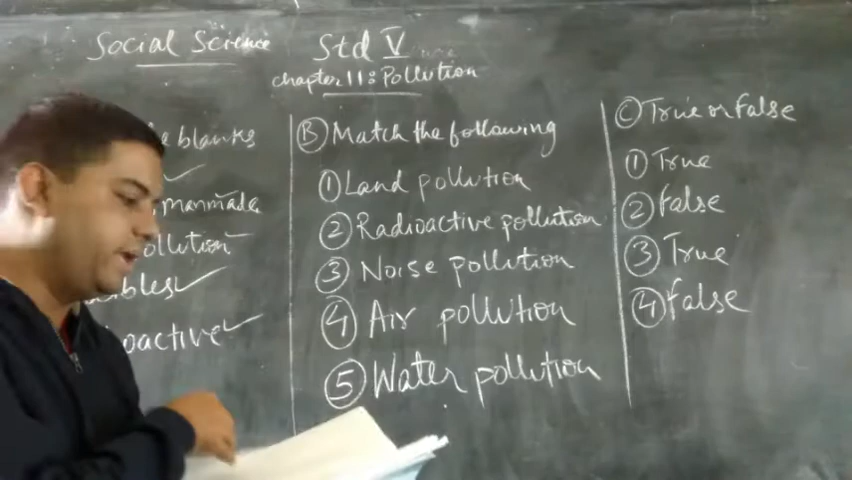 Social Science Std V
chapter 11: Pollution
blanks
manmade
ollution
oactive
Ⓑ Match the following
① Land pollution
② Radioactive pollution
③ Noise pollution
④ Air pollution
⑤ Water pollution
Ⓒ True or false
① True
② false
③ True
④ false